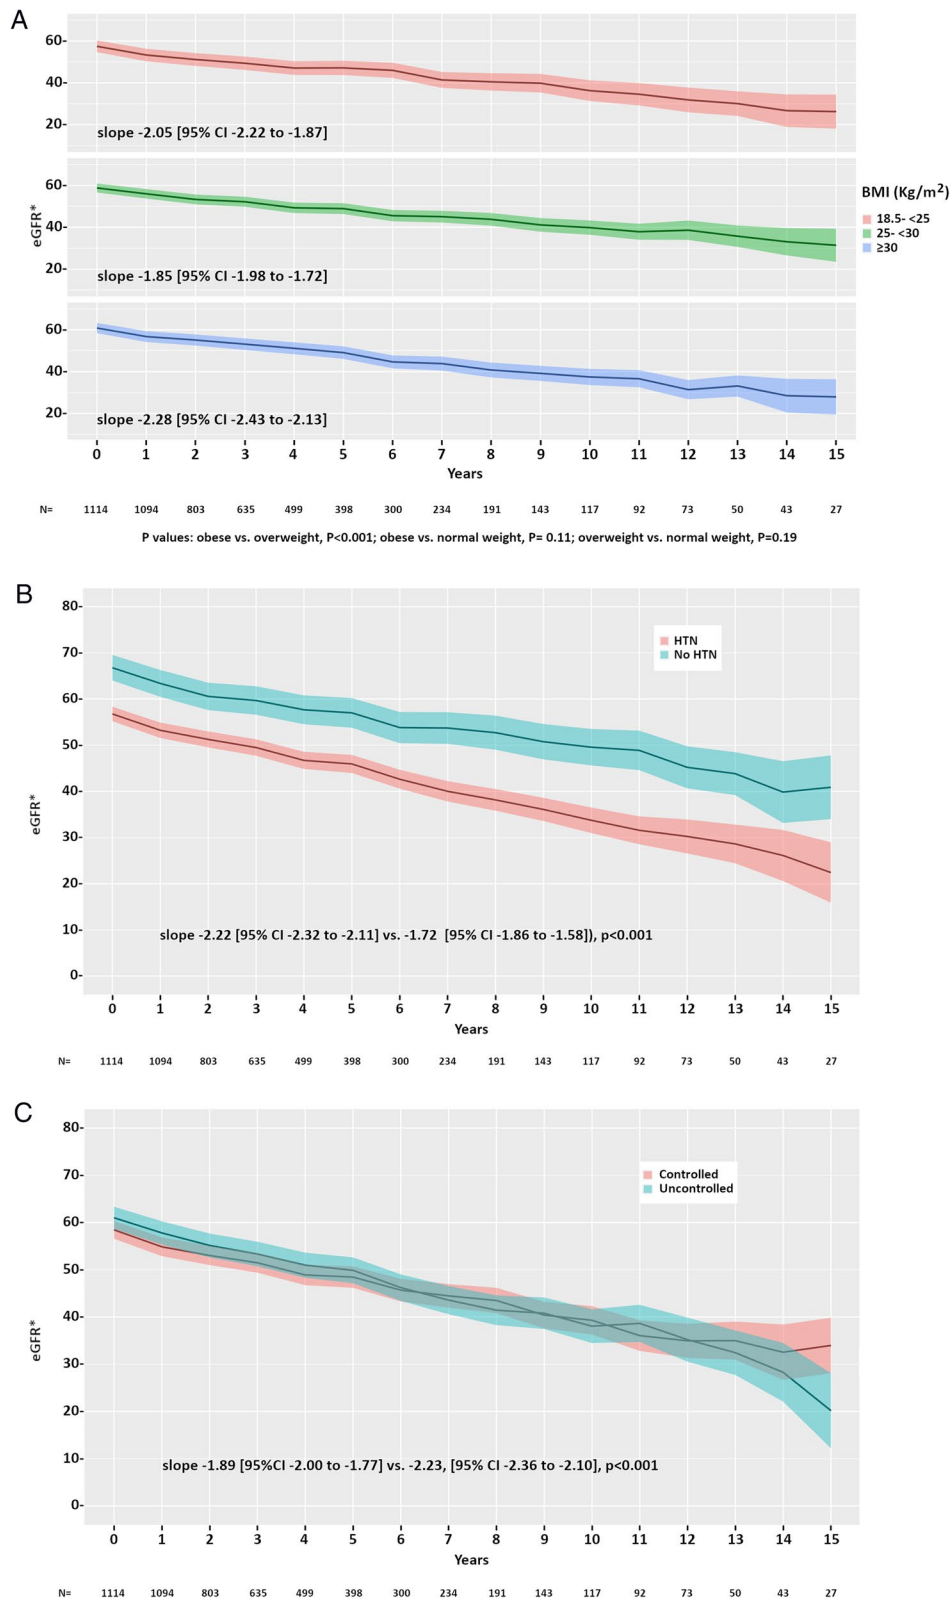 A
60-
40-
20-
slope -2.05 [95% CI -2.22 to -1.87]
60-
40-
20-
slope -1.85 [95% CI -1.98 to -1.72]
eGFR*
BMI (Kg/m²)
18.5- <25
25- <30
≥30
60-
40-
20-
slope -2.28 [95% CI -2.43 to -2.13]
0 1 2 3 4 5 6 7 8 9 10 11 12 13 14 15
Years
N= 1114 1094 803 635 499 398 300 234 191 143 117 92 73 50 43 27
P values: obese vs. overweight, P<0.001; obese vs. normal weight, P= 0.11; overweight vs. normal weight, P=0.19
B
80-
70-
60-
50-
40-
30-
20-
10-
0-
eGFR*
HTN
No HTN
slope -2.22 [95% CI -2.32 to -2.11] vs. -1.72 [95% CI -1.86 to -1.58]), p<0.001
0 1 2 3 4 5 6 7 8 9 10 11 12 13 14 15
Years
N= 1114 1094 803 635 499 398 300 234 191 143 117 92 73 50 43 27
C
80-
70-
60-
50-
40-
30-
20-
10-
0-
eGFR*
Controlled
Uncontrolled
slope -1.89 [95%CI -2.00 to -1.77] vs. -2.23, [95% CI -2.36 to -2.10], p<0.001
0 1 2 3 4 5 6 7 8 9 10 11 12 13 14 15
Years
N= 1114 1094 803 635 499 398 300 234 191 143 117 92 73 50 43 27